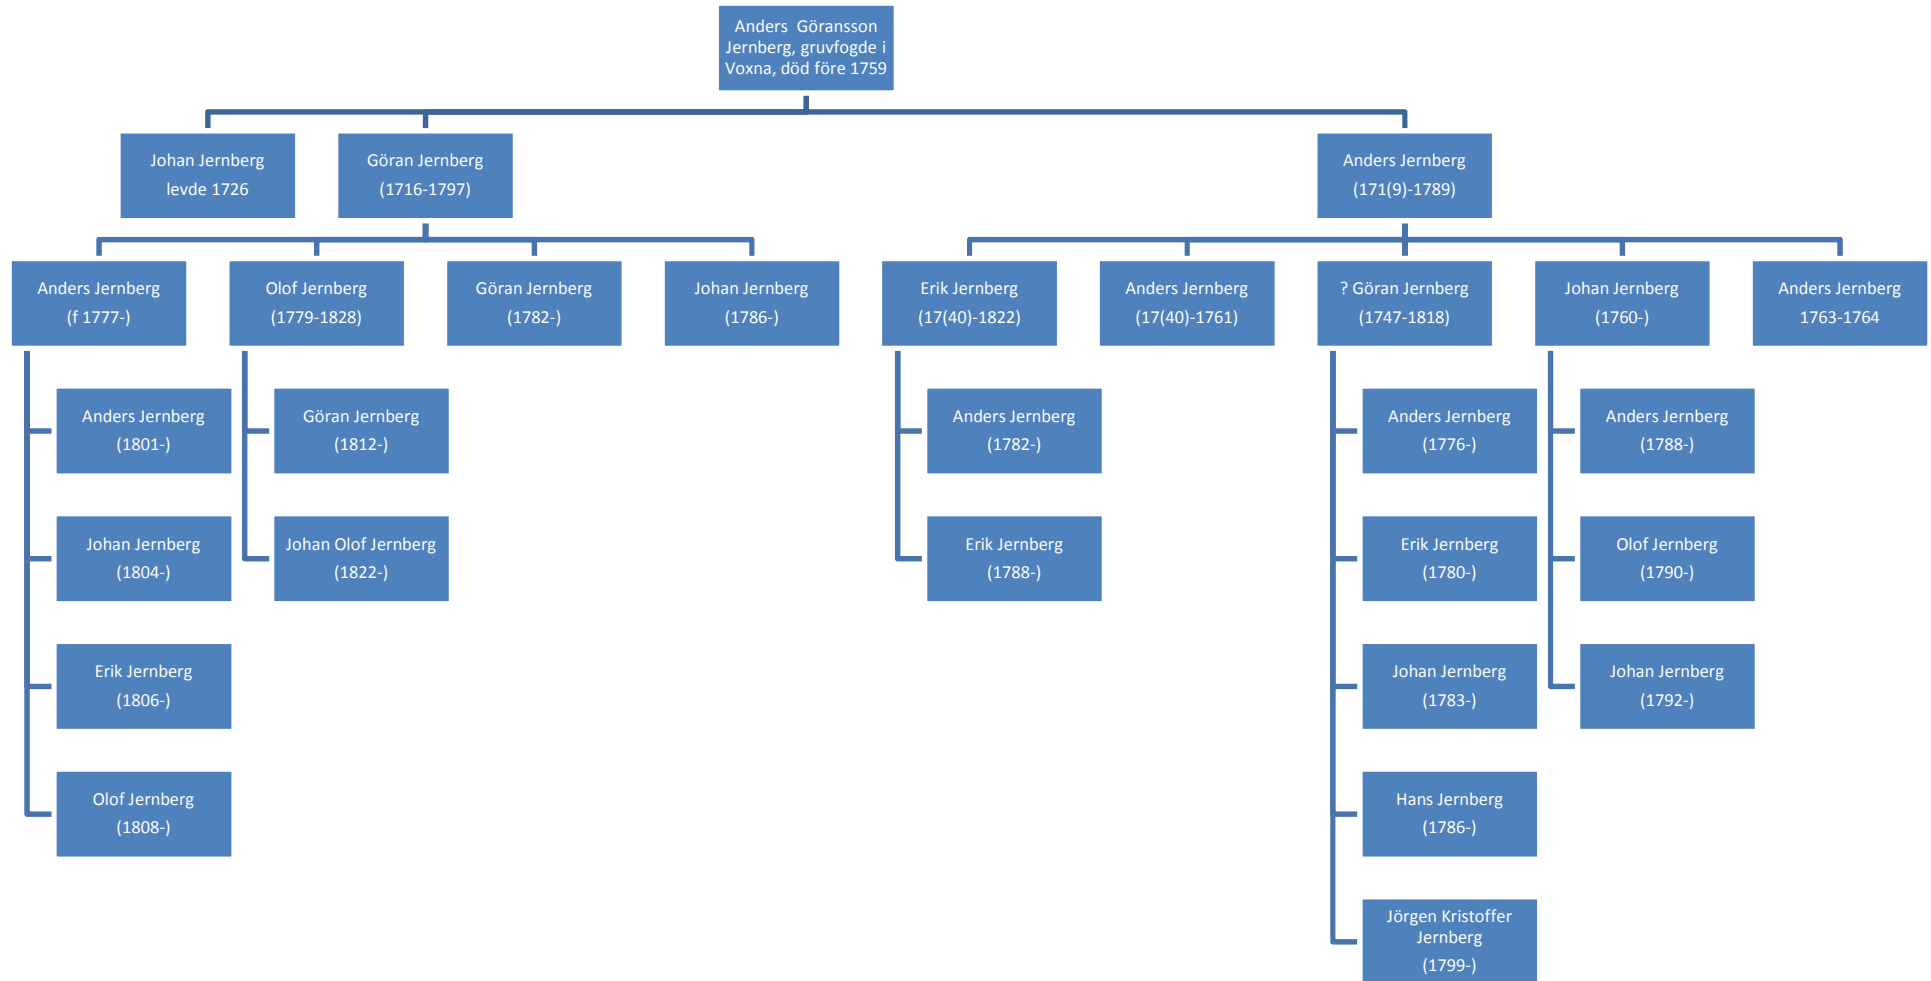 Anders Göransson
Jernberg, gruvfogde i
Voxna, död före 1759
Johan Jernberg
levde 1726
Göran Jernberg
(1716-1797)
Anders Jernberg
(171(9)-1789)
Anders Jernberg
(f 1777-)
Olof Jernberg
(1779-1828)
Göran Jernberg
(1782-)
Johan Jernberg
(1786-)
Erik Jernberg
(17(40)-1822)
Anders Jernberg
(17(40)-1761)
? Göran Jernberg
(1747-1818)
Johan Jernberg
(1760-)
Anders Jernberg
1763-1764
Anders Jernberg
(1801-)
Johan Jernberg
(1804-)
Erik Jernberg
(1806-)
Olof Jernberg
(1808-)
Göran Jernberg
(1812-)
Johan Olof Jernberg
(1822-)
Anders Jernberg
(1782-)
Erik Jernberg
(1788-)
Anders Jernberg
(1776-)
Erik Jernberg
(1780-)
Johan Jernberg
(1783-)
Hans Jernberg
(1786-)
Jörgen Kristoffer
Jernberg
(1799-)
Anders Jernberg
(1788-)
Olof Jernberg
(1790-)
Johan Jernberg
(1792-)